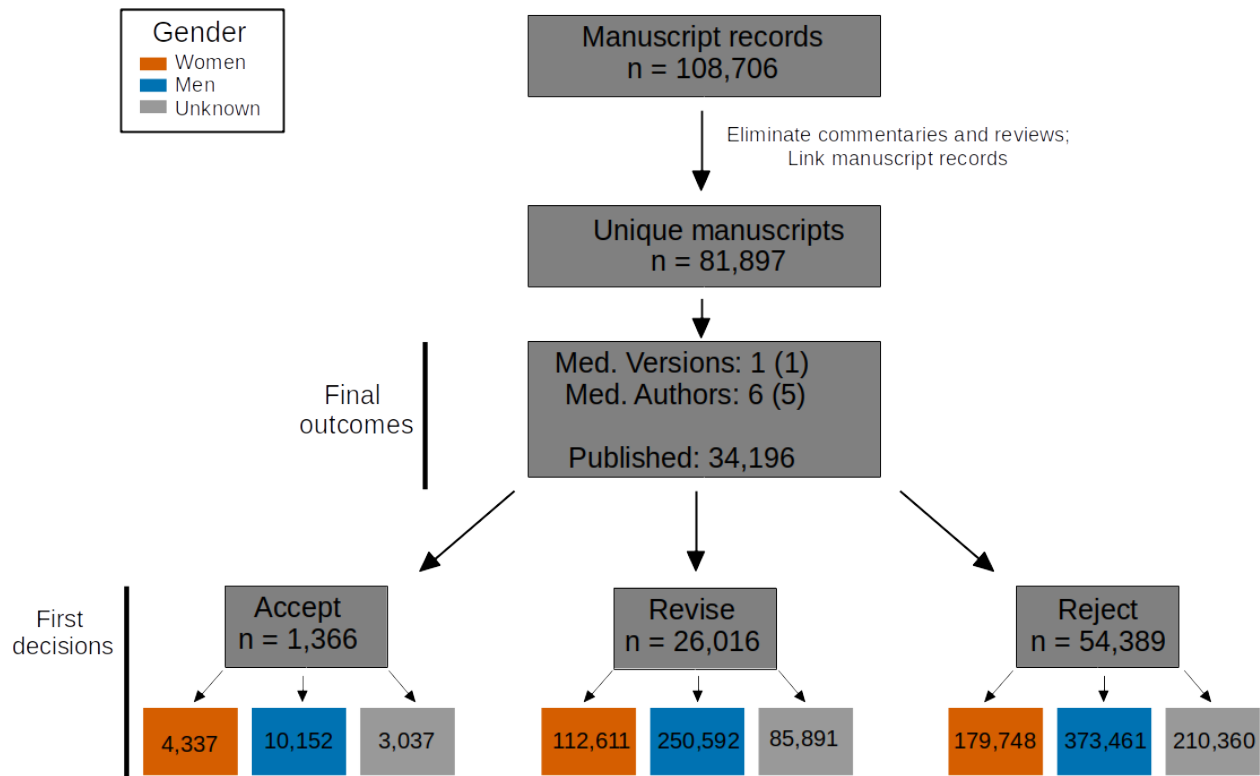 Gender
Women
Men
Unknown
Manuscript records
n = 108,706
Eliminate commentaries and reviews;
Link manuscript records
Unique manuscripts
n = 81,897
Final
outcomes
Med. Versions: 1 (1)
Med. Authors: 6 (5)
Published: 34,196
First
decisions
Accept
n = 1,366
Revise
n = 26,016
Reject
n = 54,389
4,337
10,152
3,037
112,611
250,592
85,891
179,748
373,461
210,360